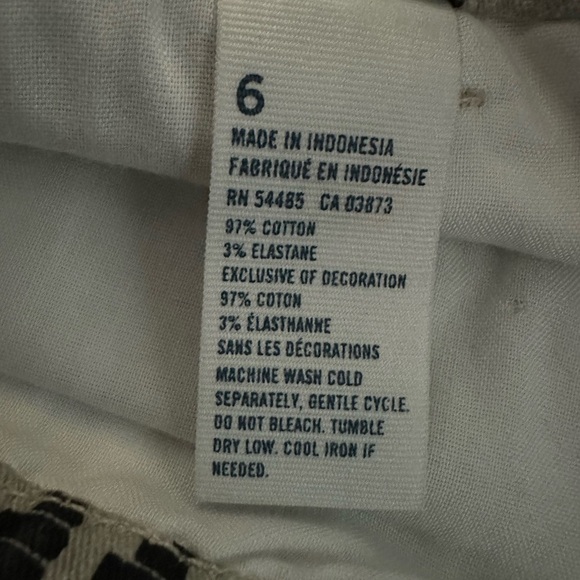 6
MADE IN INDONESIA
FABRIQUÉ EN INDONÉSIE
RN 54485 CA 03873
97% COTTON
3% ELASTANE
EXCLUSIVE OF DECORATION
97% COTON
3% ÉLASTHANNE
SANS LES DÉCORATIONS
MACHINE WASH COLD
SEPARATELY, GENTLE CYCLE.
DO NOT BLEACH. TUMBLE
DRY LOW. COOL IRON IF
NEEDED.